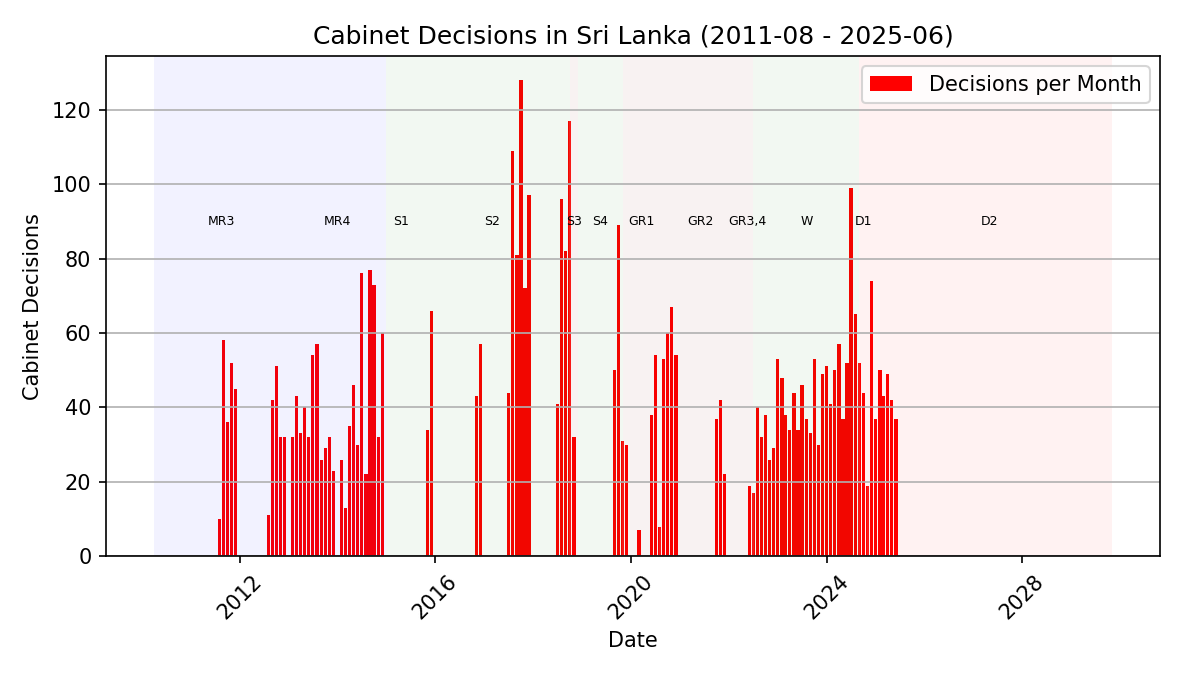 Cabinet Decisions in Sri Lanka (2011-08 - 2025-06)
Decisions per Month
Cabinet Decisions
120
100
80
60
40
20
0
MR3 MR4 S1 S2 S3 S4 GR1 GR2 GR3,4 W D1 D2
2012 2016 2020 2024 2028
Date